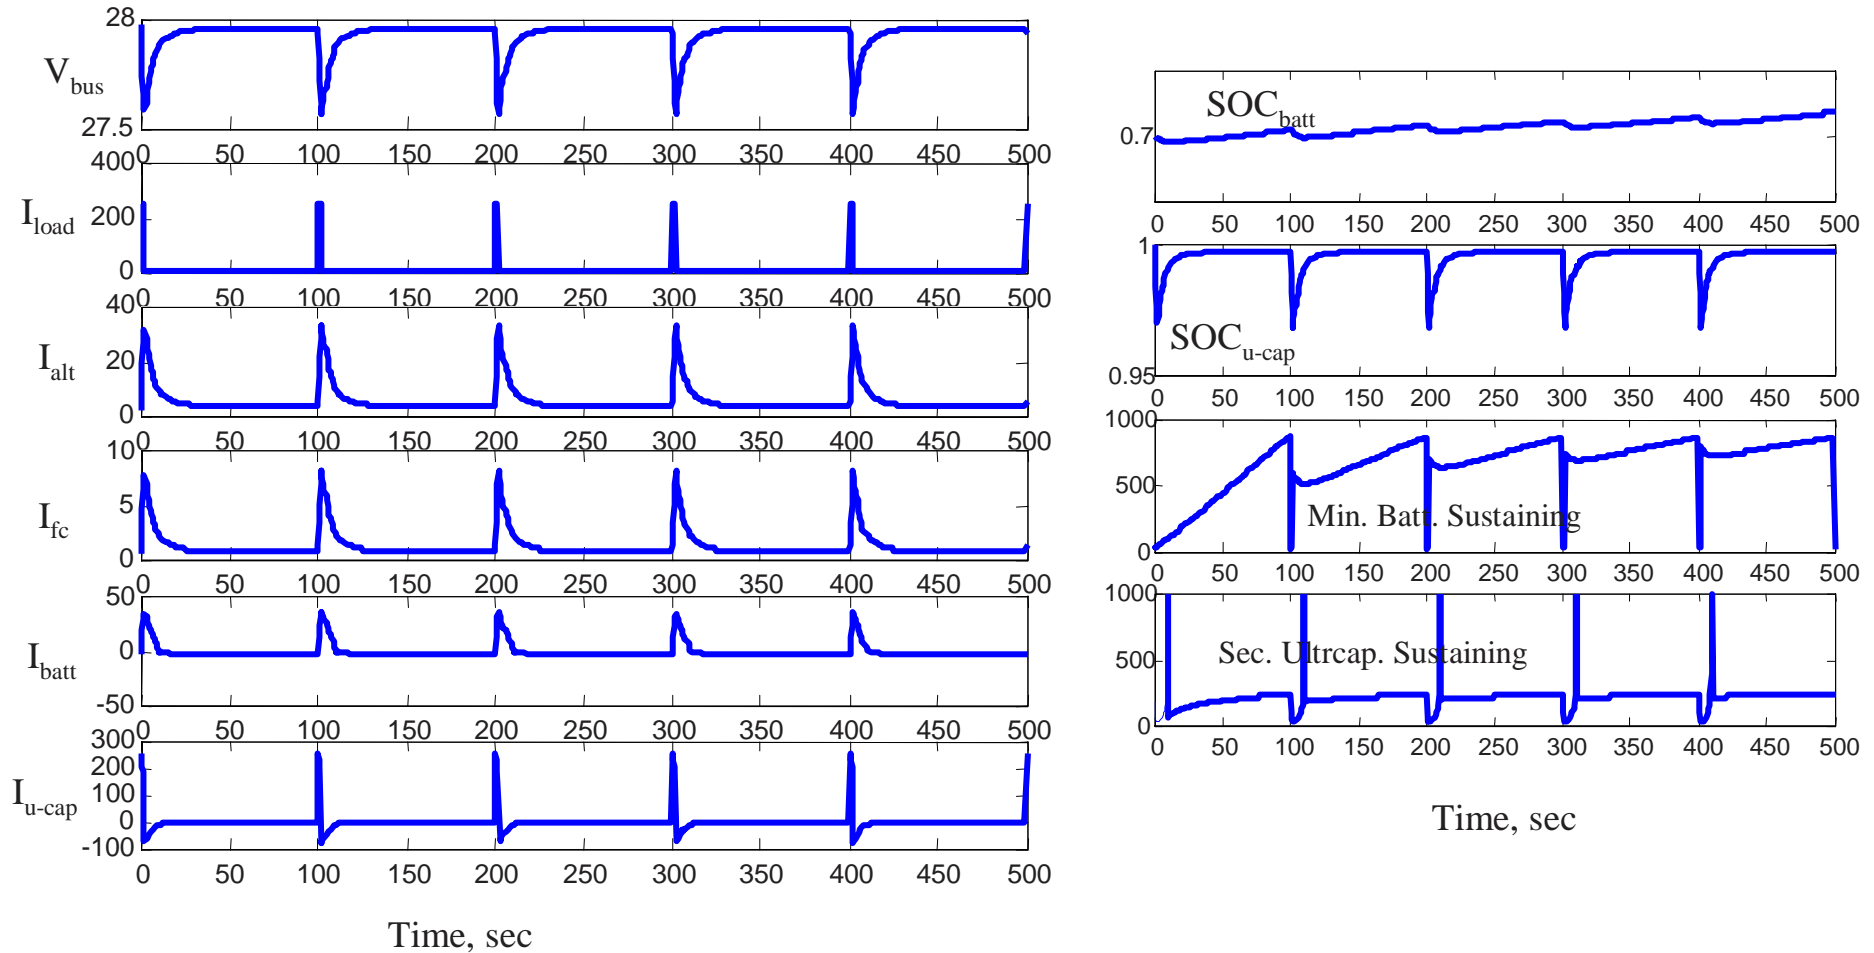 28
V_bus
27.5
0 50 100 150 200 250 300 350 400 450 500
400
I_load 200
0
0 50 100 150 200 250 300 350 400 450 500
40
I_alt 20
0
0 50 100 150 200 250 300 350 400 450 500
10
I_fc 5
0
0 50 100 150 200 250 300 350 400 450 500
50
I_batt 0
-50
0 50 100 150 200 250 300 350 400 450 500
300
200
I_u-cap 100
0
-100
0 50 100 150 200 250 300 350 400 450 500
Time, sec
SOC_batt
0.7
0 50 100 150 200 250 300 350 400 450 500
1
SOC_u-cap
0.95
0 50 100 150 200 250 300 350 400 450 500
1000
500
Min. Batt. Sustaining
0
0 50 100 150 200 250 300 350 400 450 500
1000
500 Sec. Ultrcap. Sustaining
0
0 50 100 150 200 250 300 350 400 450 500
Time, sec